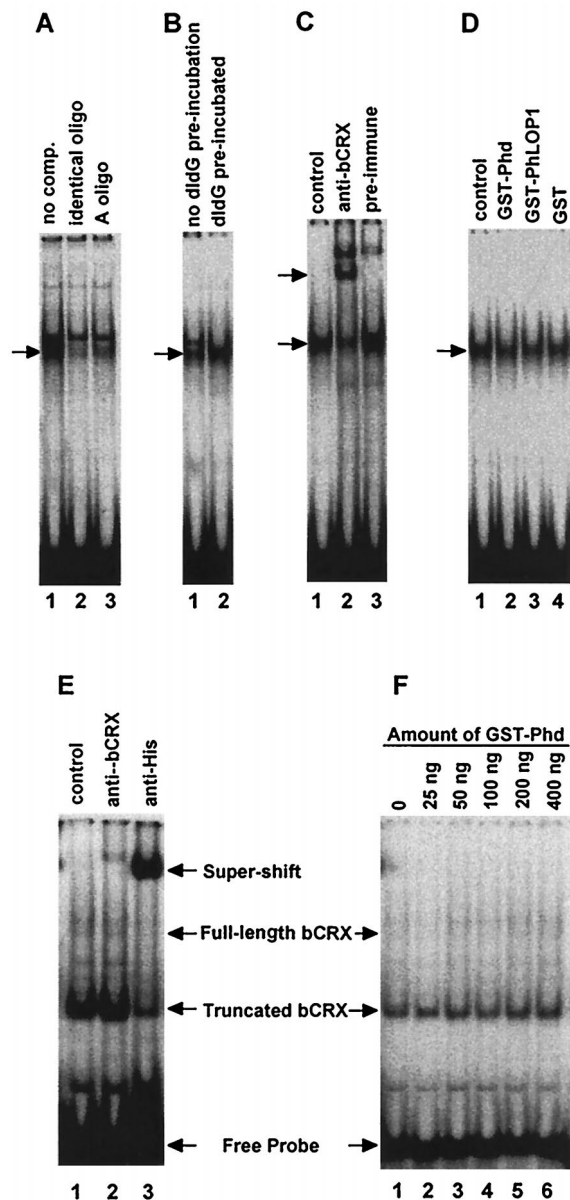 A
no comp.
identical oligo
A oligo
1 2 3
B
no dIdG pre-incubation
dIdG pre-incubated
1 2
C
control
anti-bCRX
pre-immune
1 2 3
D
control
GST-Phd
GST-PhLOP1
GST
1 2 3 4
E
control
anti--bCRX
anti-His
Super-shift
Full-length bCRX
Truncated bCRX
Free Probe
1 2 3
F
Amount of GST-Phd
0
25 ng
50 ng
100 ng
200 ng
400 ng
1 2 3 4 5 6